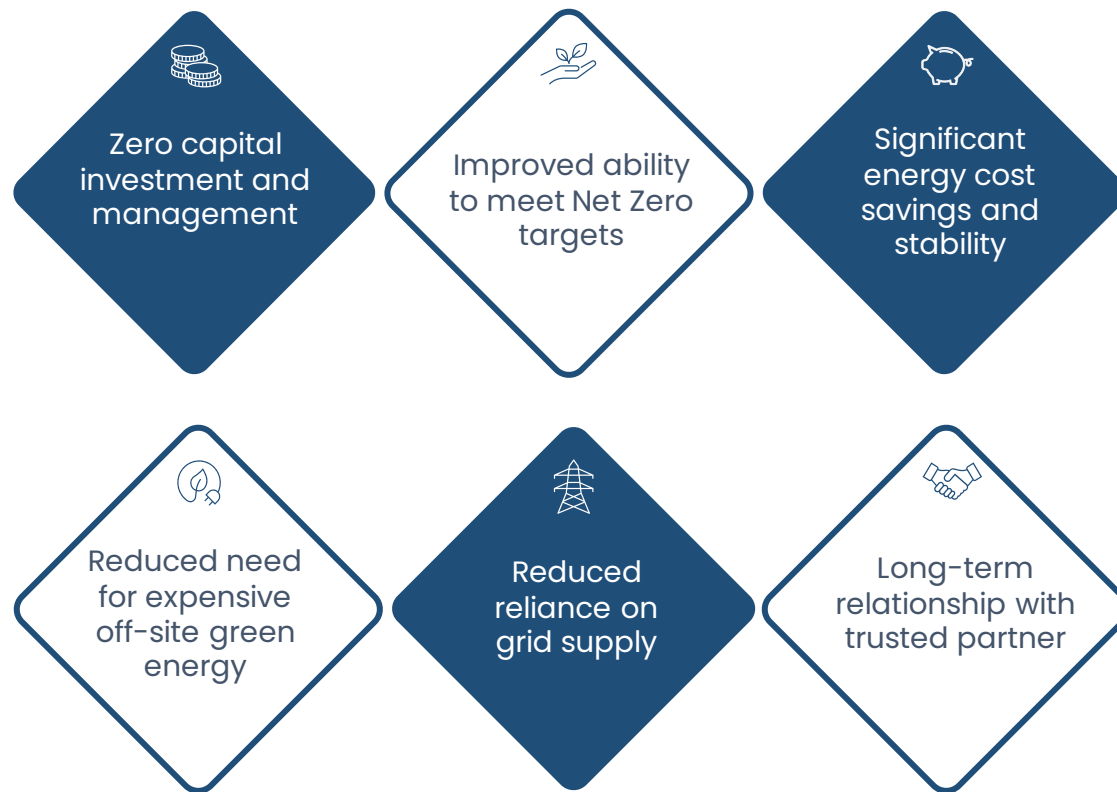 Zero capital
investment and
management
Improved ability
to meet Net Zero
targets
Significant
energy cost
savings and
stability
Reduced need
for expensive
off-site green
energy
Reduced
reliance on
grid supply
Long-term
relationship with
trusted partner